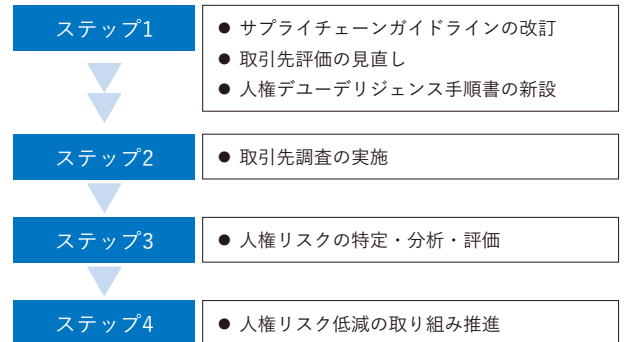 ステップ1
● サプライチェーンガイドラインの改訂
● 取引先評価の見直し
● 人権デューデリジェンス手順書の新設
ステップ2
● 取引先調査の実施
ステップ3
● 人権リスクの特定・分析・評価
ステップ4
● 人権リスク低減の取り組み推進